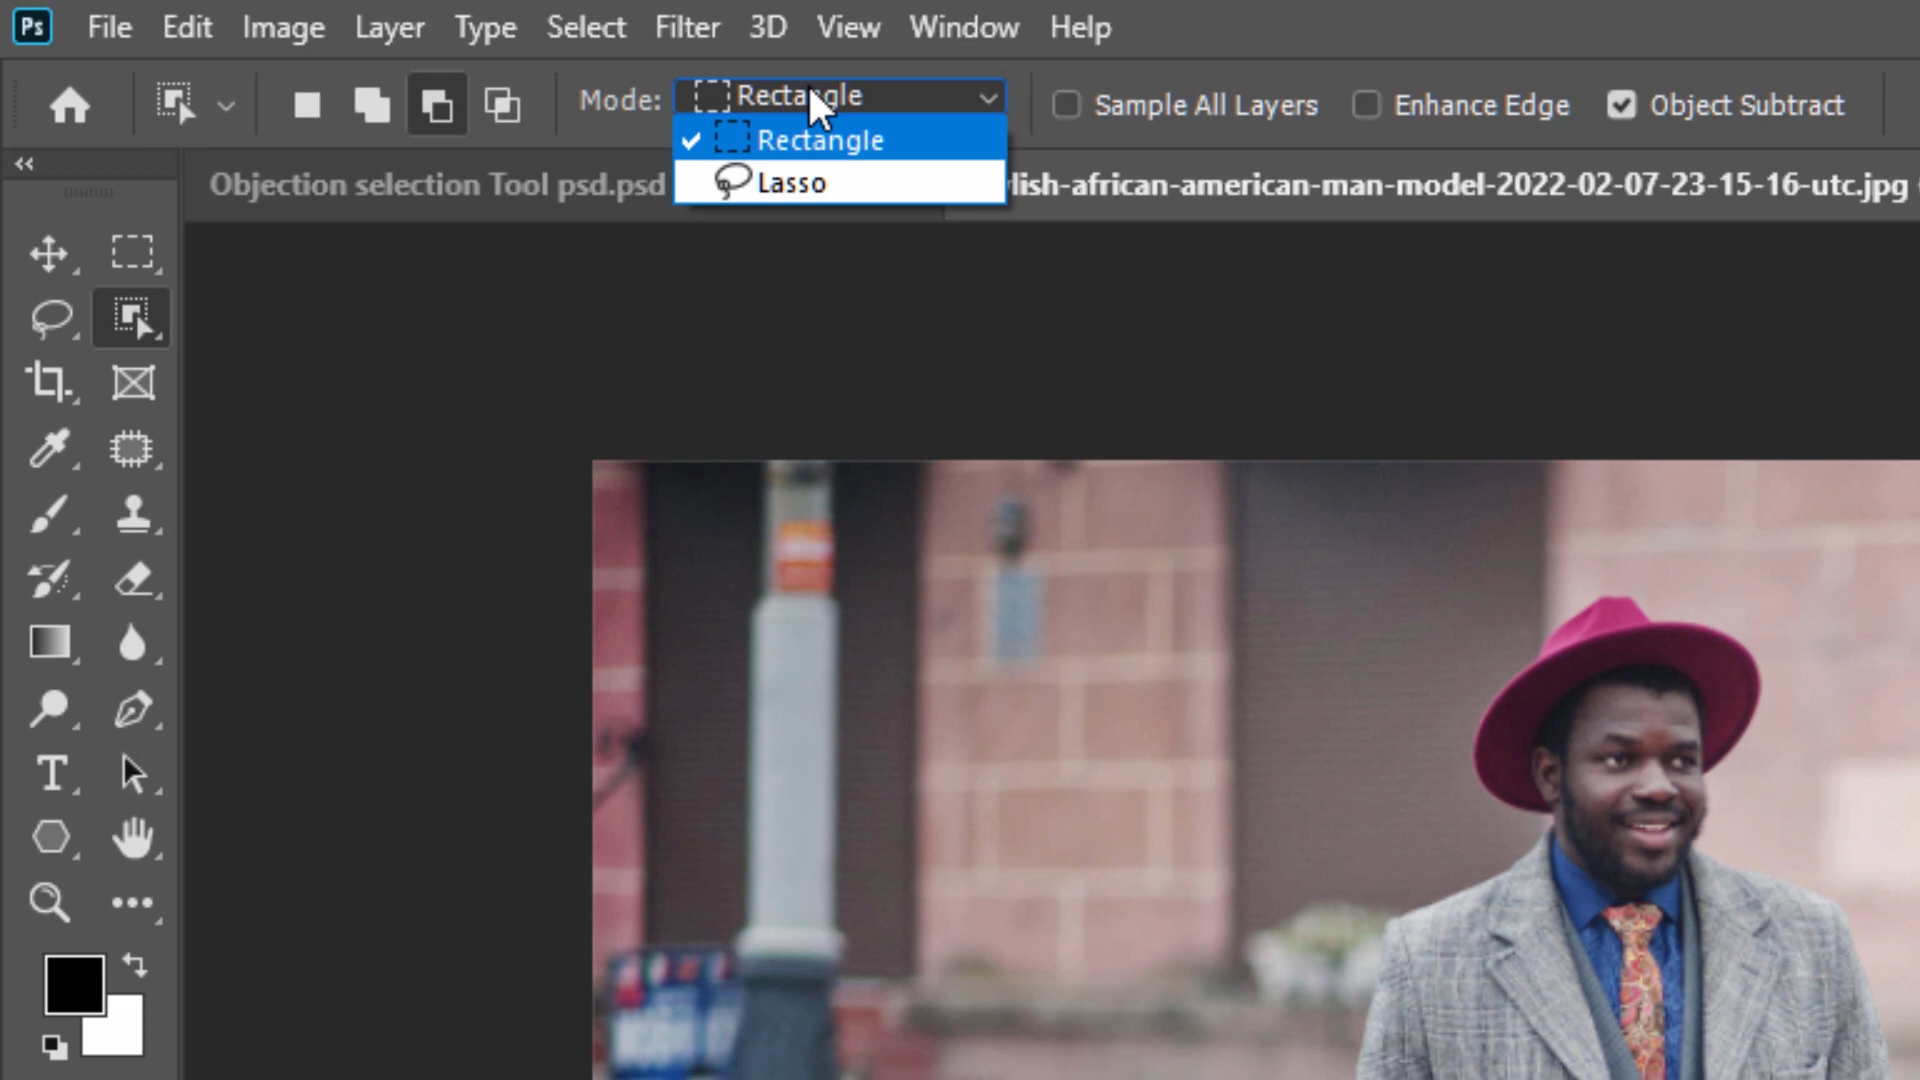 Ps File Edit Image Layer Type Select Filter 3D View Window Help
Mode: Rectangle Sample All Layers Enhance Edge Object Subtract
Rectangle
Lasso
Objection selection Tool psd.psd lish-african-american-man-model-2022-02-07-23-15-16-utc.jpg